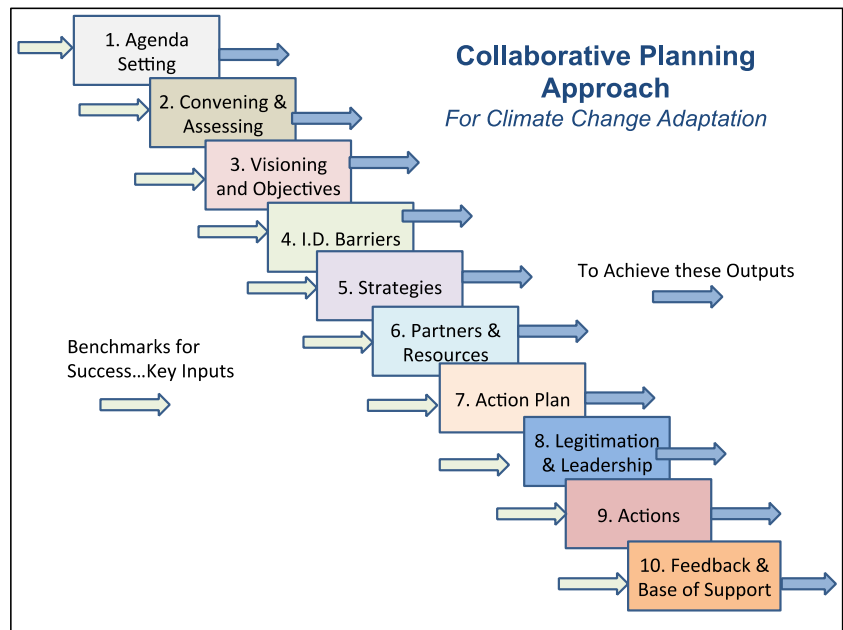 Collaborative Planning
Approach
For Climate Change Adaptation
1. Agenda
Setting
2. Convening &
Assessing
3. Visioning
and Objectives
4. I.D. Barriers
5. Strategies
6. Partners &
Resources
7. Action Plan
8. Legitimation
& Leadership
9. Actions
10. Feedback &
Base of Support
To Achieve these Outputs
Benchmarks for
Success...Key Inputs